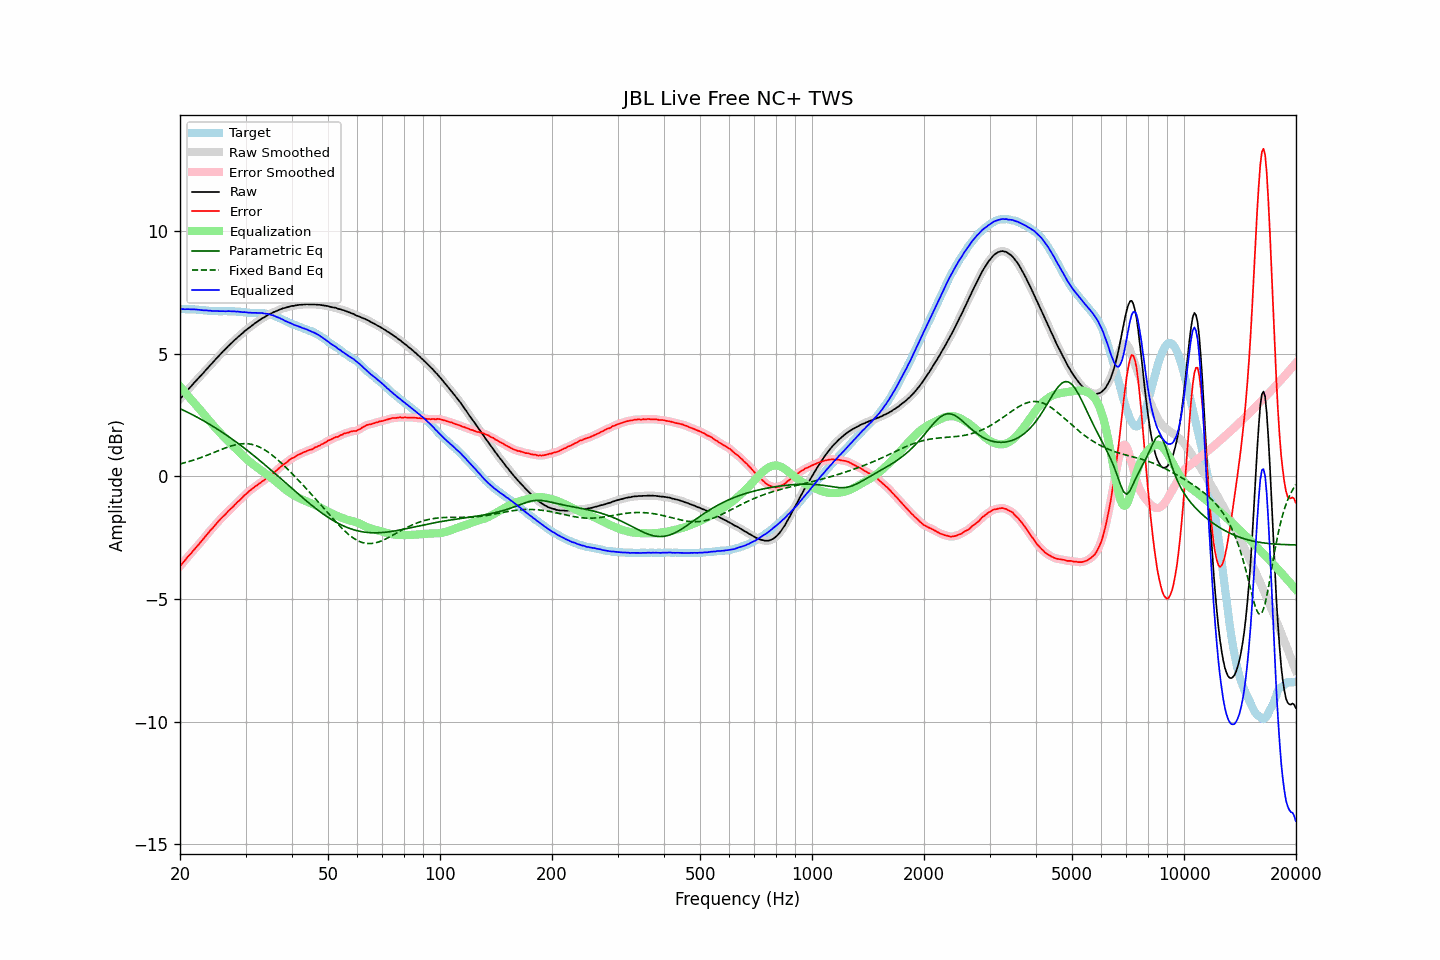 JBL Live Free NC+ TWS
Target
Raw Smoothed
Error Smoothed
Raw
Error
Equalization
Parametric Eq
Fixed Band Eq
Equalized
Amplitude (dBr)
10
5
0
−5
−10
−15
20 50 100 200 500 1000 2000 5000 10000 20000
Frequency (Hz)